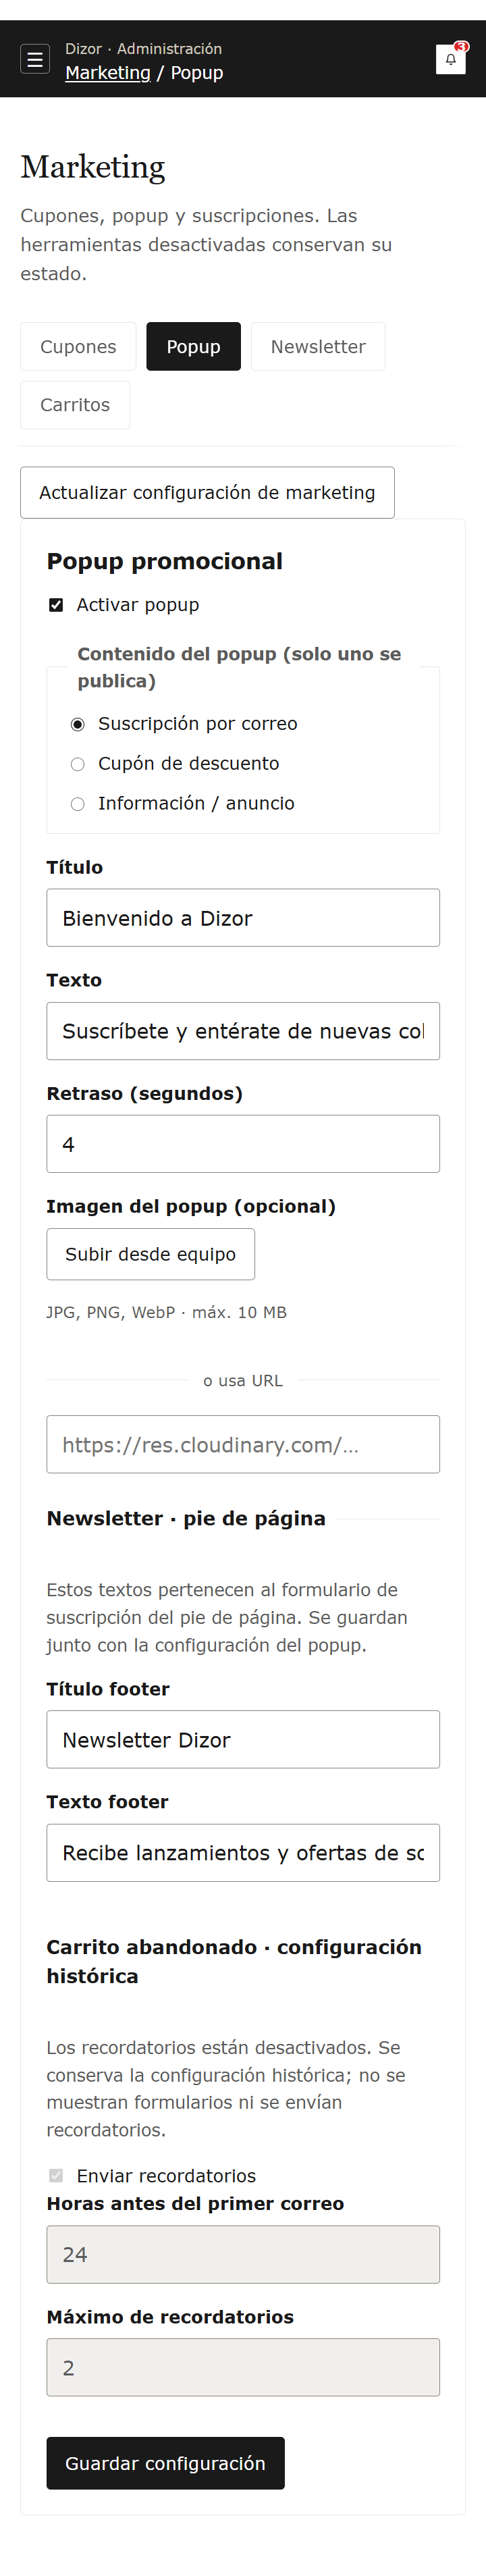 Dizor · Administración
Marketing / Popup
3
Marketing
Cupones, popup y suscripciones. Las
herramientas desactivadas conservan su
estado.
Cupones
Popup
Newsletter
Carritos
Actualizar configuración de marketing
Popup promocional
Activar popup
Contenido del popup (solo uno se
publica)
Suscripción por correo
Cupón de descuento
Información / anuncio
Título
Bienvenido a Dizor
Texto
Suscríbete y entérate de nuevas col
Retraso (segundos)
4
Imagen del popup (opcional)
Subir desde equipo
JPG, PNG, WebP · máx. 10 MB
o usa URL
https://res.cloudinary.com/...
Newsletter · pie de página
Estos textos pertenecen al formulario de
suscripción del pie de página. Se guardan
junto con la configuración del popup.
Título footer
Newsletter Dizor
Texto footer
Recibe lanzamientos y ofertas de so
Carrito abandonado · configuración
histórica
Los recordatorios están desactivados. Se
conserva la configuración histórica; no se
muestran formularios ni se envían
recordatorios.
Enviar recordatorios
Horas antes del primer correo
24
Máximo de recordatorios
2
Guardar configuración